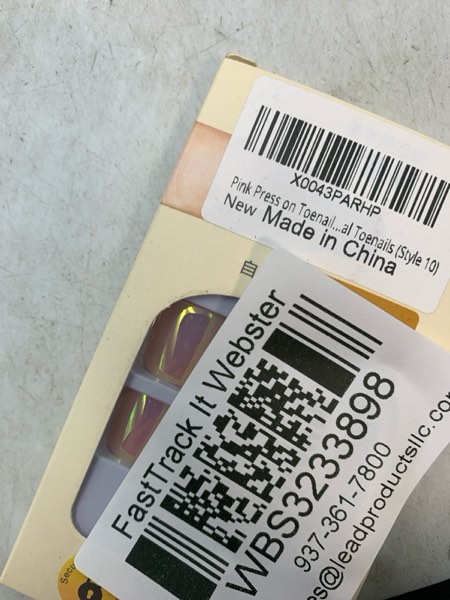 X0043PARHP
Pink Press on Toenail...al Toenails (Style 10)
New Made in China
FastTrack It Webster
WBS3233898
937-361-7800
s@leadproductsllc.co
Secu